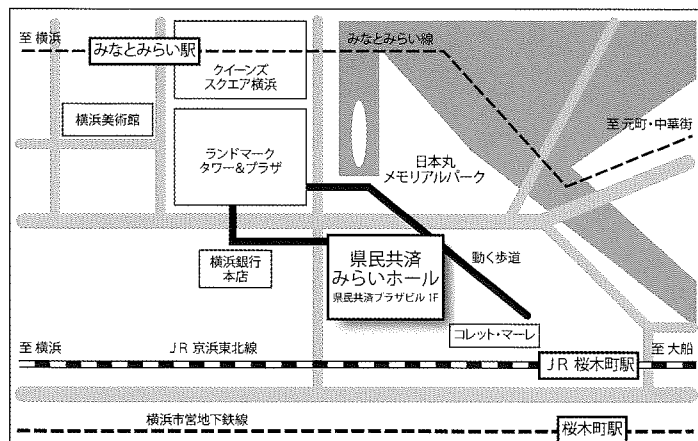 至 横浜
みなとみらい駅
みなとみらい線
クイーンズ
スクエア横浜
横浜美術館
至 元町・中華街
ランドマーク
タワー&プラザ
日本丸
メモリアルパーク
横浜銀行
本店
県民共済
みらいホール
県民共済プラザビル 1F
動く歩道
コレット・マーレ
至 横浜
JR 京浜東北線
至 大船
JR 桜木町駅
横浜市営地下鉄線
桜木町駅